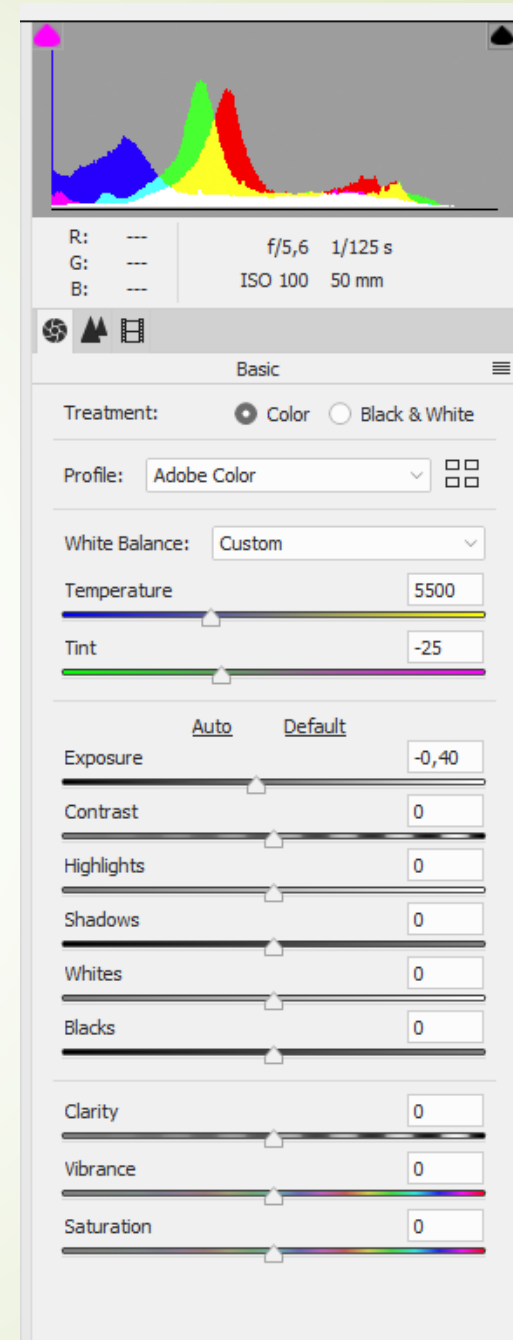 R: --- f/5,6 1/125 s
G: ---
B: --- ISO 100 50 mm
Basic
Treatment: Color Black & White
Profile: Adobe Color
White Balance: Custom
Temperature 5500
Tint -25
Auto Default
Exposure -0,40
Contrast 0
Highlights 0
Shadows 0
Whites 0
Blacks 0
Clarity 0
Vibrance 0
Saturation 0